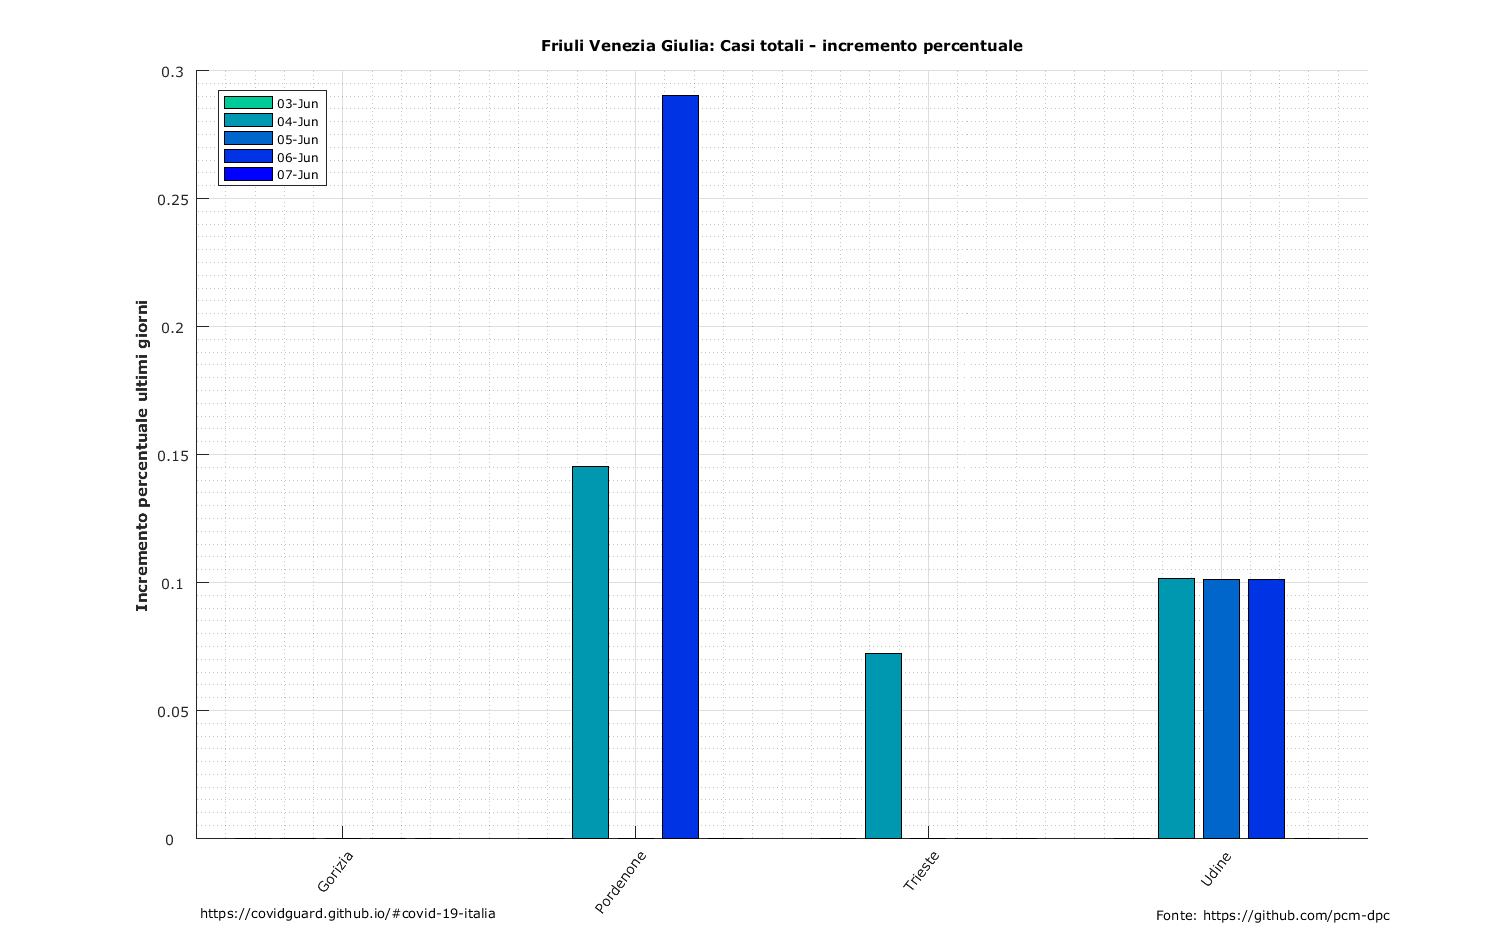 Friuli Venezia Giulia: Casi totali - incremento percentuale
0.3
0.25
0.2
0.15
0.1
0.05
0
Incremento percentuale ultimi giorni
03-Jun
04-Jun
05-Jun
06-Jun
07-Jun
Gorizia
Pordenone
Trieste
Udine
https://covidguard.github.io/#covid-19-italia
Fonte: https://github.com/pcm-dpc